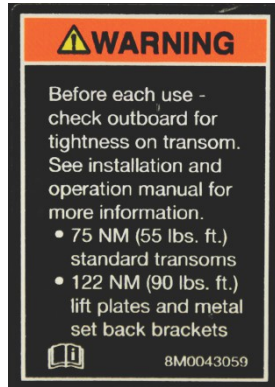 WARNING
Before each use -
check outboard for
tightness on transom.
See installation and
operation manual for
more information.
• 75 NM (55 lbs. ft.)
standard transoms
• 122 NM (90 lbs. ft.)
lift plates and metal
set back brackets
8M0043059